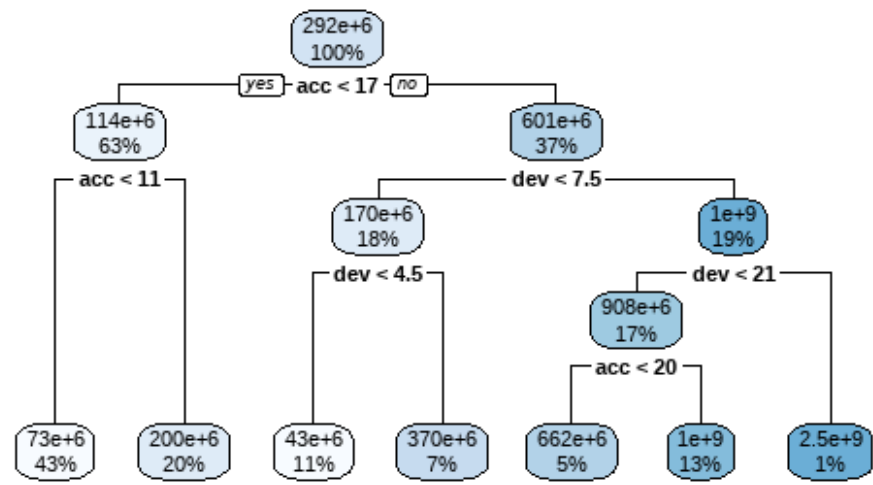 292e+6
100%
yes acc < 17 no
114e+6
63%
601e+6
37%
acc < 11
dev < 7.5
170e+6
18%
1e+9
19%
dev < 4.5
dev < 21
908e+6
17%
acc < 20
73e+6
43%
200e+6
20%
43e+6
11%
370e+6
7%
662e+6
5%
1e+9
13%
2.5e+9
1%